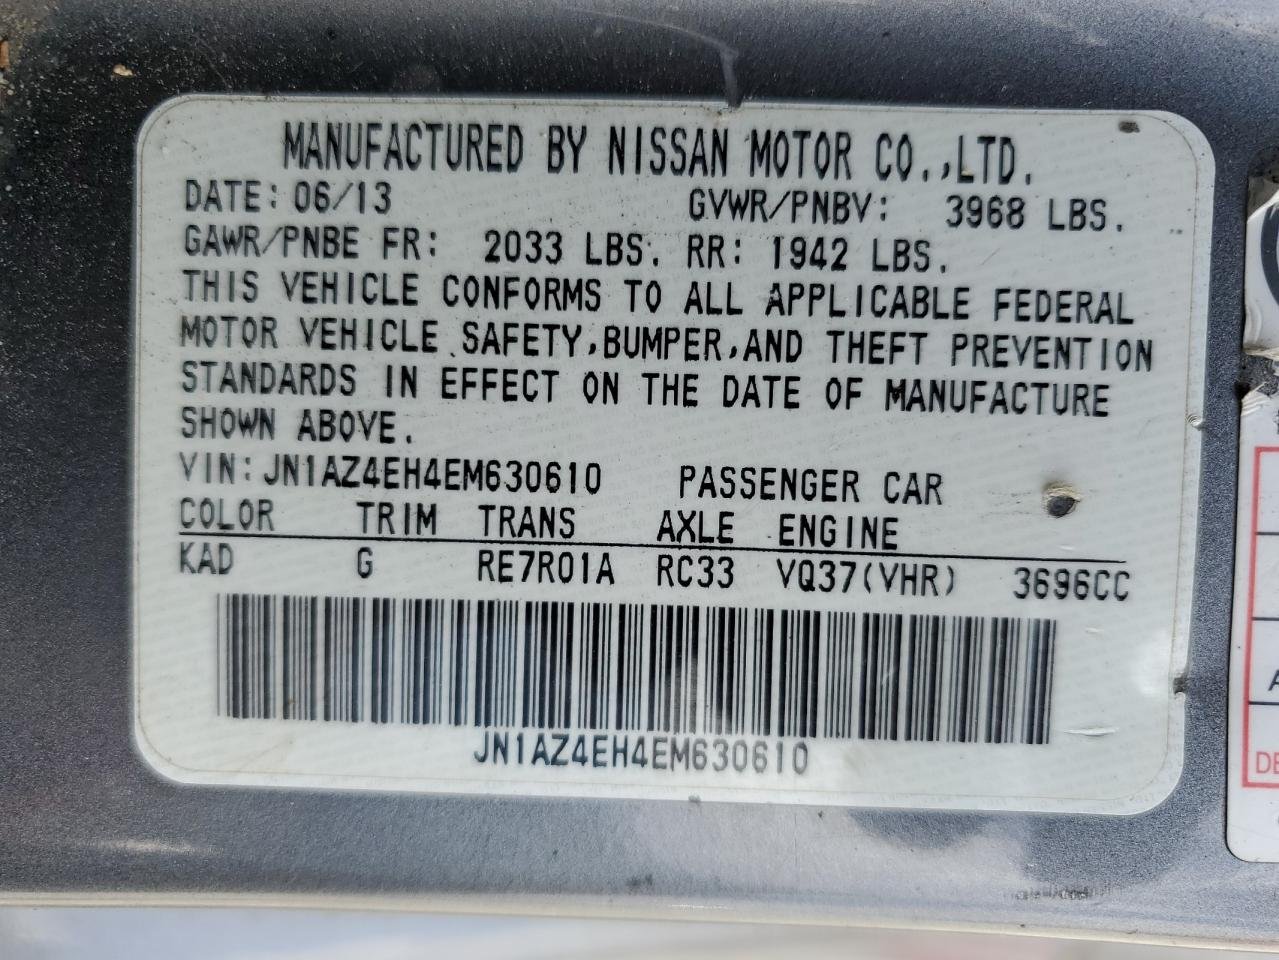 MANUFACTURED BY NISSAN MOTOR CO.,LTD.
DATE: 06/13 GVWR/PNBV: 3968 LBS.
GAWR/PNBE FR: 2033 LBS. RR: 1942 LBS.
THIS VEHICLE CONFORMS TO ALL APPLICABLE FEDERAL
MOTOR VEHICLE SAFETY,BUMPER,AND THEFT PREVENTION
STANDARDS IN EFFECT ON THE DATE OF MANUFACTURE
SHOWN ABOVE.
VIN:JN1AZ4EH4EM630610 PASSENGER CAR
COLOR TRIM TRANS AXLE ENGINE
KAD G RE7R01A RC33 VQ37(VHR) 3696CC
JN1AZ4EH4EM630610